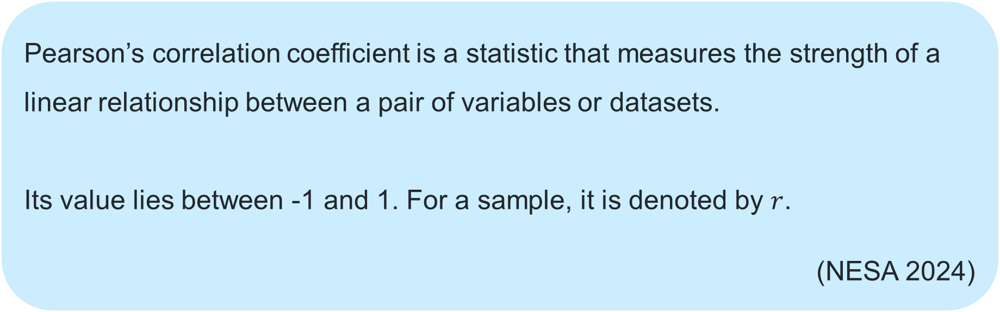 Pearson’s correlation coefficient is a statistic that measures the strength of a
linear relationship between a pair of variables or datasets.
Its value lies between -1 and 1. For a sample, it is denoted by 𝑟.
(NESA 2024)